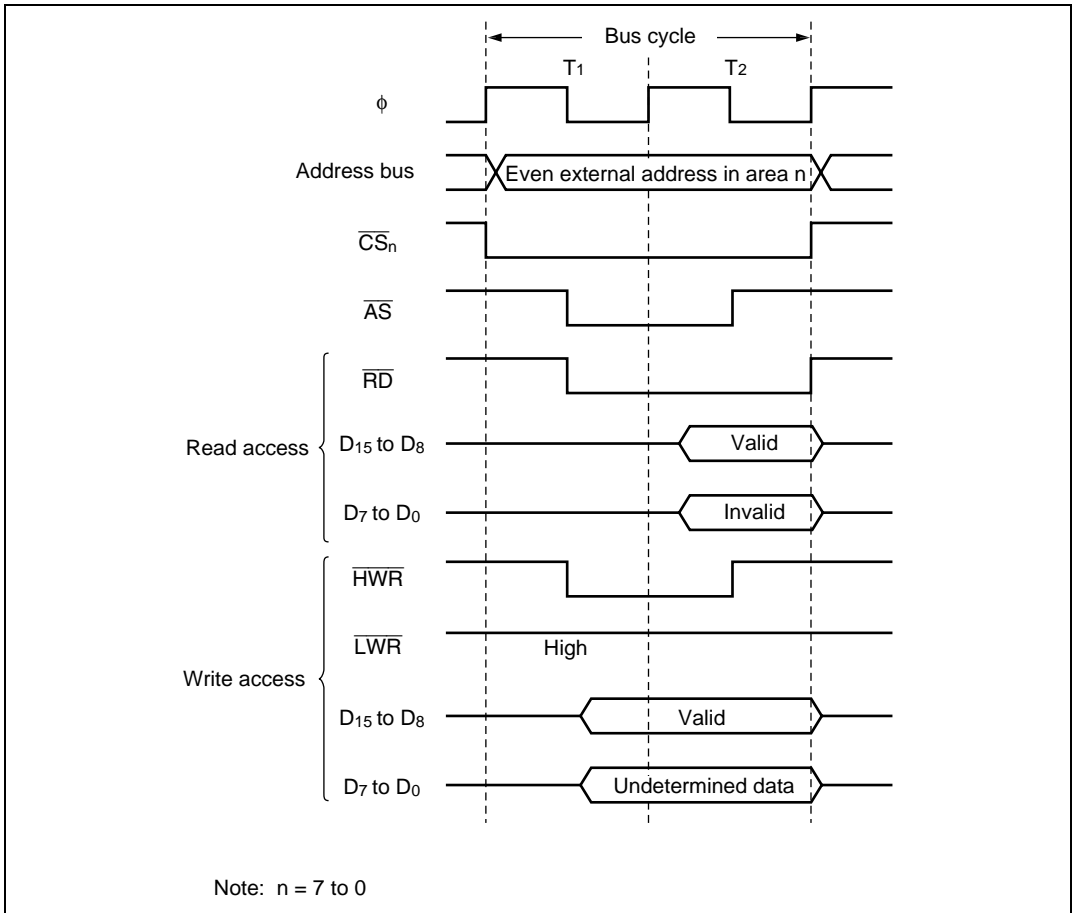 Bus cycle
T1 T2
ϕ
Address bus Even external address in area n
CSn
AS
RD
Read access
D15 to D8 Valid
D7 to D0 Invalid
HWR
LWR High
Write access
D15 to D8 Valid
D7 to D0 Undetermined data
Note: n = 7 to 0